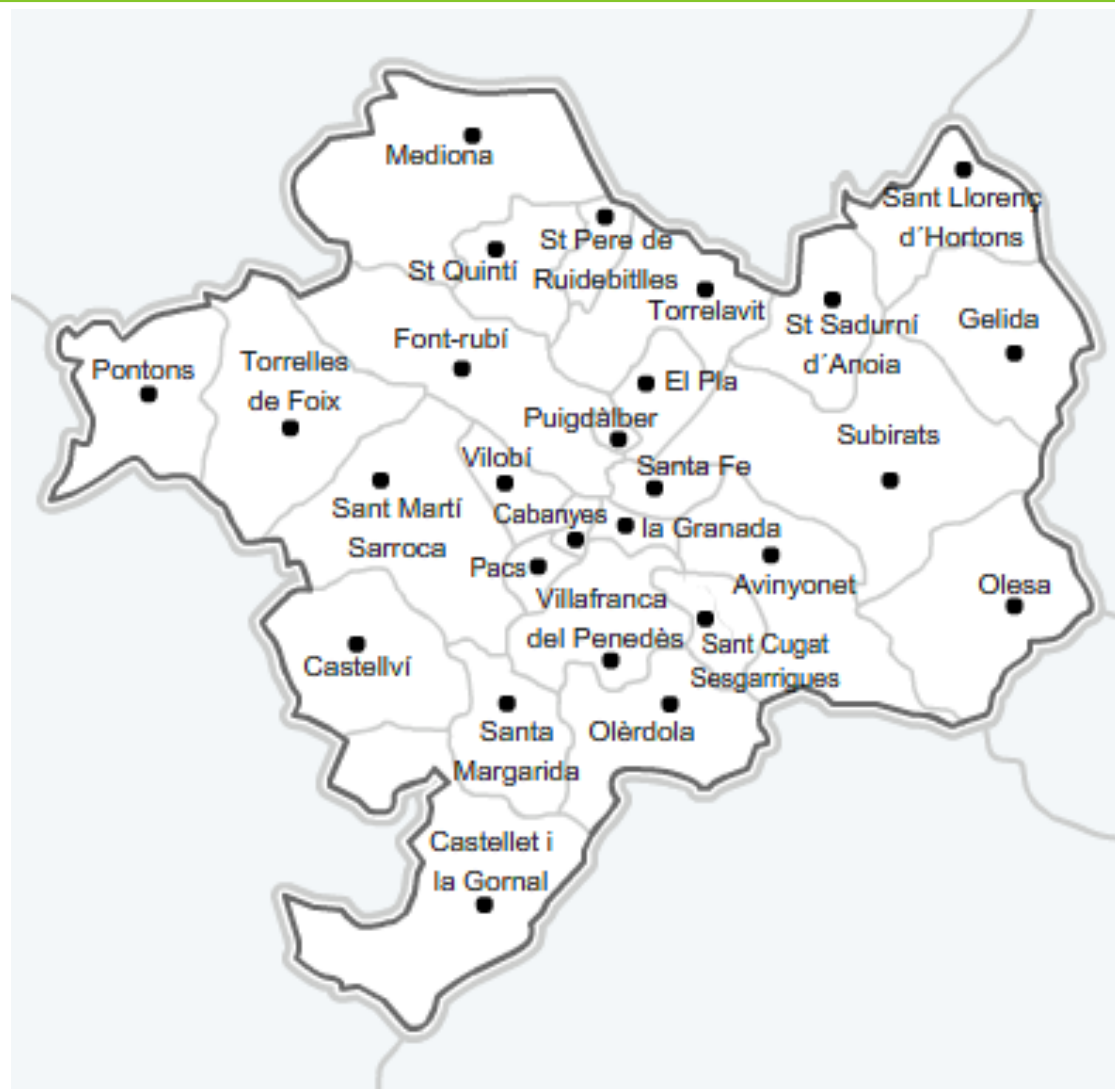 Mediona
Sant Llorenç
d´Hortons
St Pere de
Ruidebitlles
St Quintí
Torrelavit
St Sadurní
d´Anoia
Gelida
Font-rubí
Pontons
Torrelles
de Foix
El Pla
Puigdàlber
Subirats
Vilobí
Santa Fe
Sant Martí
Sarroca
Cabanyes
la Granada
Pacs
Avinyonet
Olesa
Villafranca
del Penedès
Sant Cugat
Sesgarrigues
Castellví
Santa
Margarida
Olèrdola
Castellet i
la Gornal